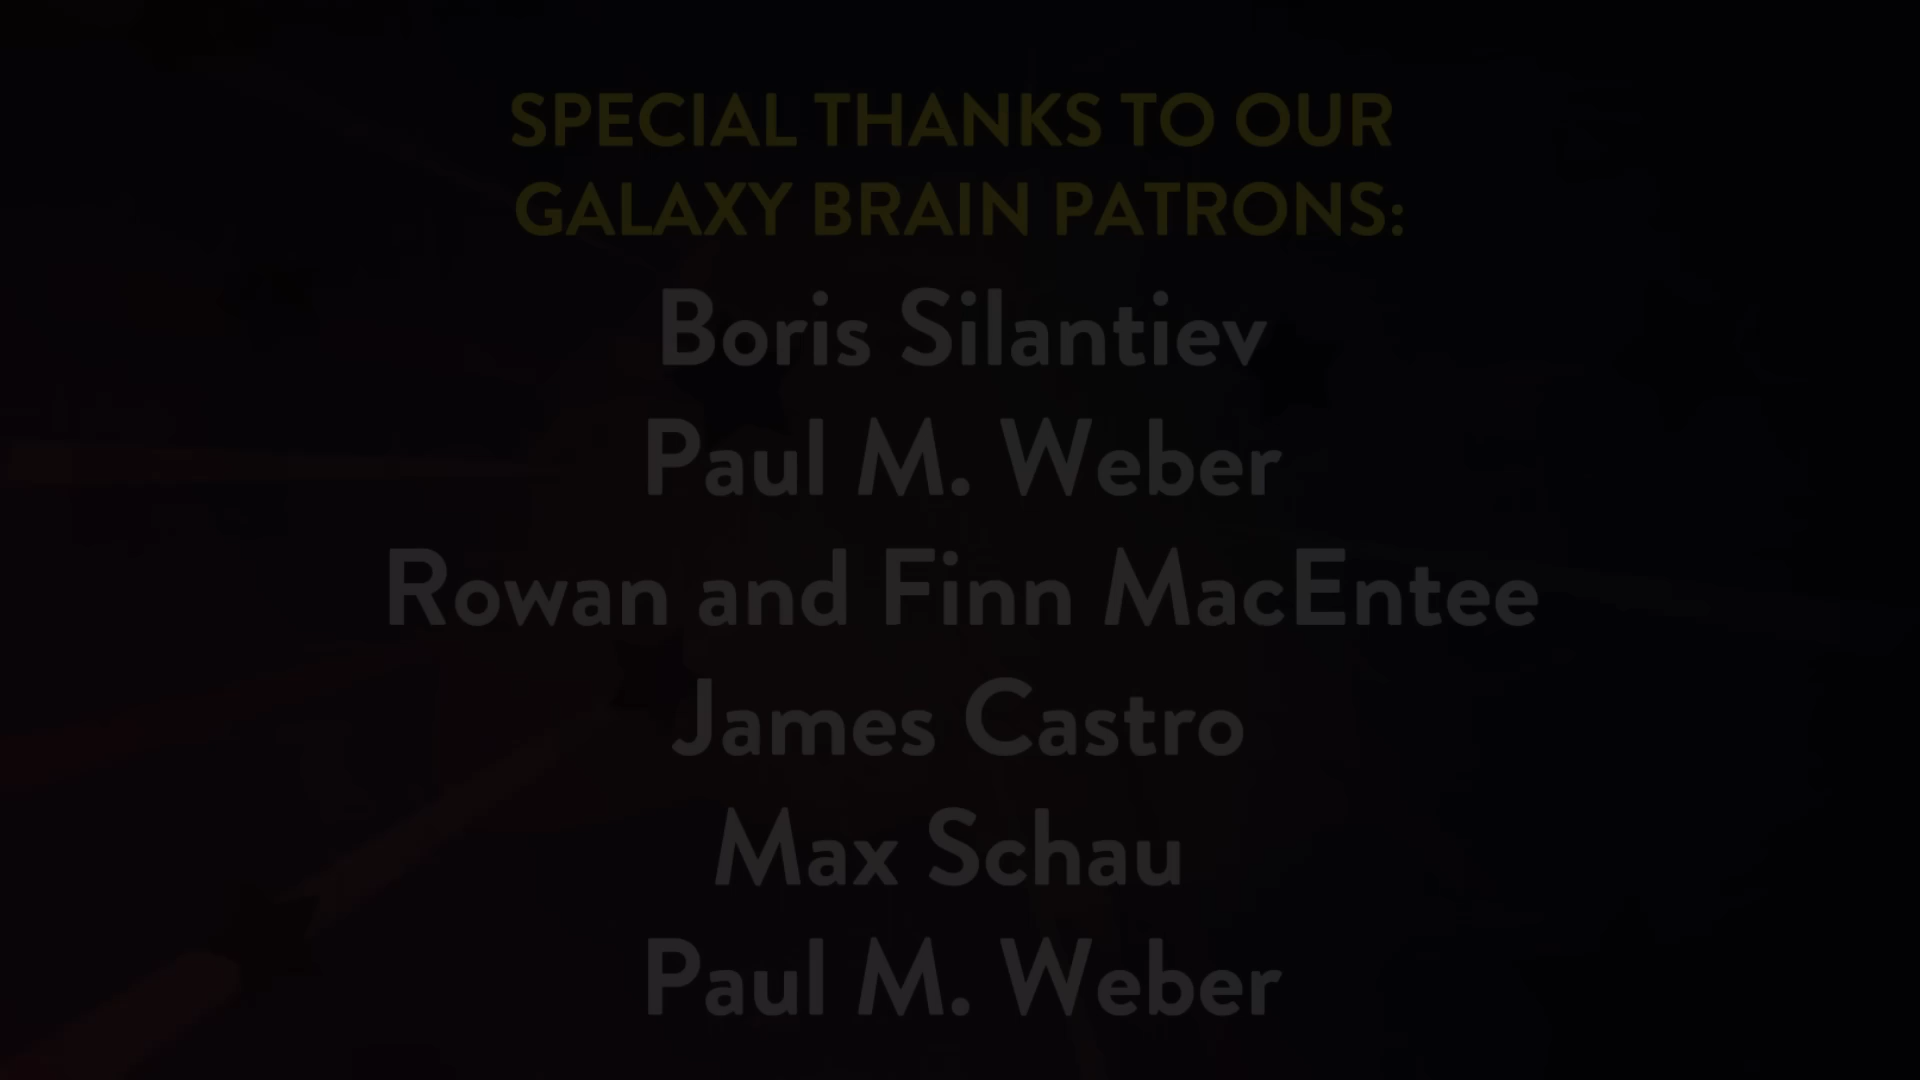 SPECIAL THANKS TO OUR
GALAXY BRAIN PATRONS:
Boris Silantiev
Paul M. Weber
Rowan and Finn MacEntee
James Castro
Max Schau
Paul M. Weber